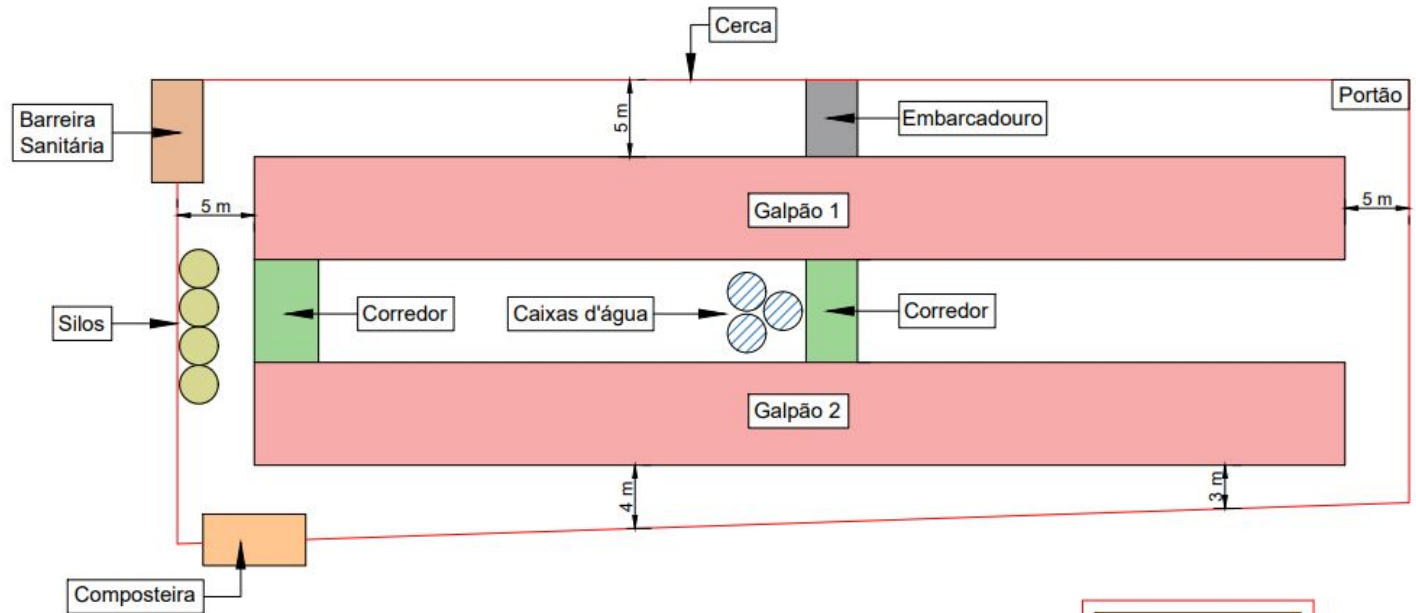 Cerca
Portão
Barreira
Sanitária
5 m
Embarcadouro
5 m
Galpão 1
5 m
Silos
Corredor
Caixas d'água
Corredor
Galpão 2
4 m
3 m
Composteira